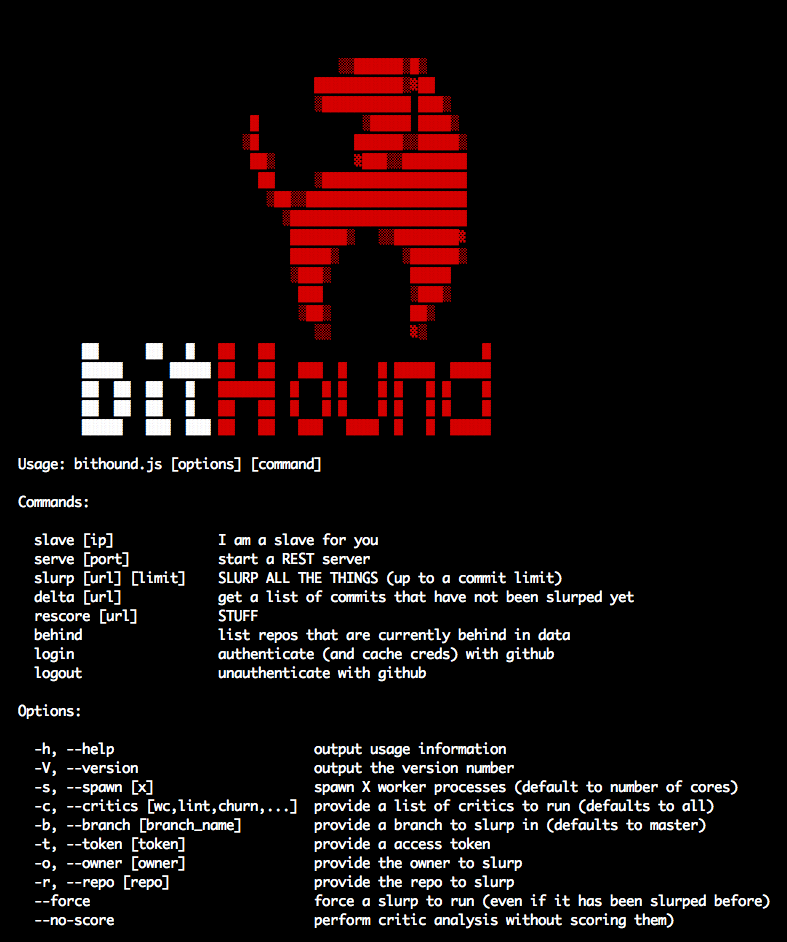 bitHound
Usage: bithound.js [options] [command]
Commands:
slave [ip] I am a slave for you
serve [port] start a REST server
slurp [url] [limit] SLURP ALL THE THINGS (up to a commit limit)
delta [url] get a list of commits that have not been slurped yet
rescore [url] STUFF
behind list repos that are currently behind in data
login authenticate (and cache creds) with github
logout unauthenticate with github
Options:
-h, --help output usage information
-V, --version output the version number
-s, --spawn [x] spawn X worker processes (default to number of cores)
-c, --critics [wc,lint,churn,...] provide a list of critics to run (defaults to all)
-b, --branch [branch_name] provide a branch to slurp in (defaults to master)
-t, --token [token] provide a access token
-o, --owner [owner] provide the owner to slurp
-r, --repo [repo] provide the repo to slurp
--force force a slurp to run (even if it has been slurped before)
--no-score perform critic analysis without scoring them)